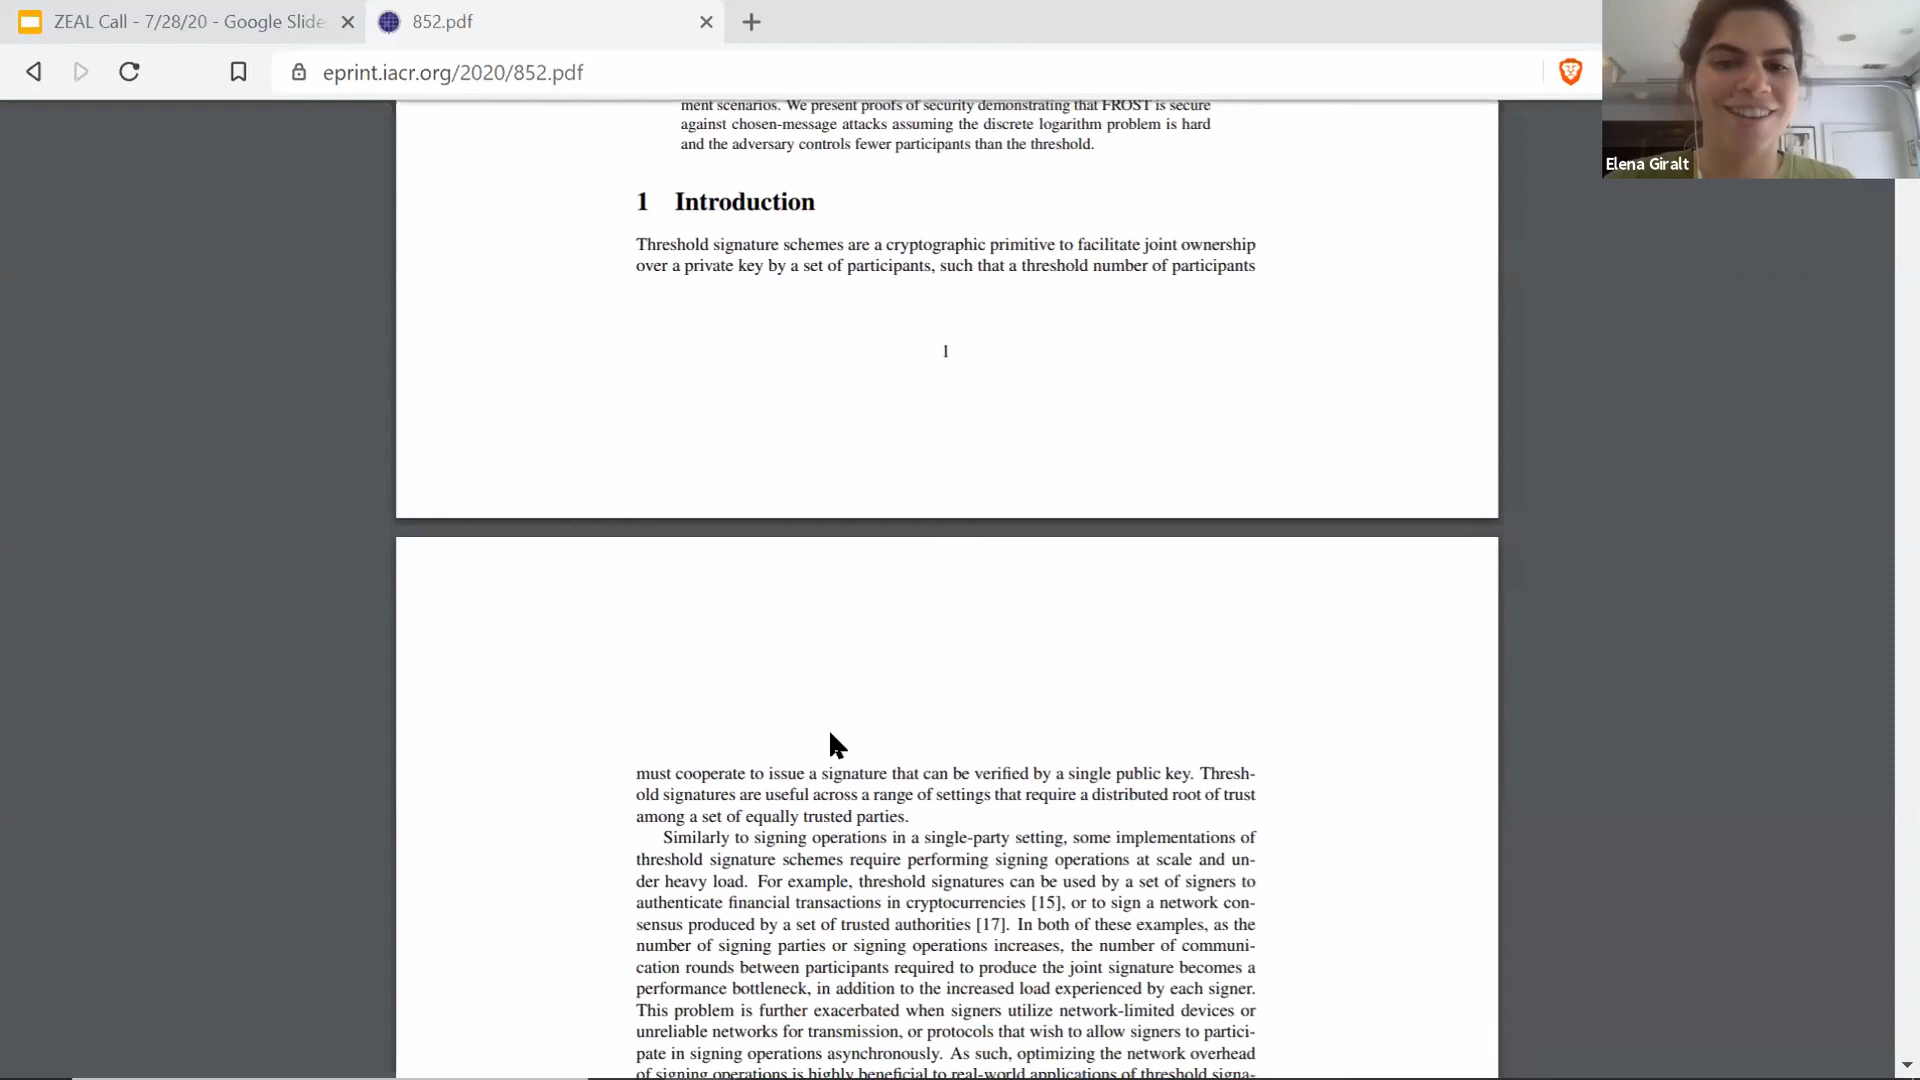 ZEAL Call - 7/28/20 - Google Slide
852.pdf
eprint.iacr.org/2020/852.pdf
Elena Giralt
ment scenarios. We present proofs of security demonstrating that FROST is secure
against chosen-message attacks assuming the discrete logarithm problem is hard
and the adversary controls fewer participants than the threshold.
1 Introduction
Threshold signature schemes are a cryptographic primitive to facilitate joint ownership
over a private key by a set of participants, such that a threshold number of participants
1
must cooperate to issue a signature that can be verified by a single public key. Thresh-
old signatures are useful across a range of settings that require a distributed root of trust
among a set of equally trusted parties.
Similarly to signing operations in a single-party setting, some implementations of
threshold signature schemes require performing signing operations at scale and un-
der heavy load. For example, threshold signatures can be used by a set of signers to
authenticate financial transactions in cryptocurrencies [15], or to sign a network con-
sensus produced by a set of trusted authorities [17]. In both of these examples, as the
number of signing parties or signing operations increases, the number of communi-
cation rounds between participants required to produce the joint signature becomes a
performance bottleneck, in addition to the increased load experienced by each signer.
This problem is further exacerbated when signers utilize network-limited devices or
unreliable networks for transmission, or protocols that wish to allow signers to partici-
pate in signing operations asynchronously. As such, optimizing the network overhead
of signing operations is highly beneficial to real-world applications of threshold signa-